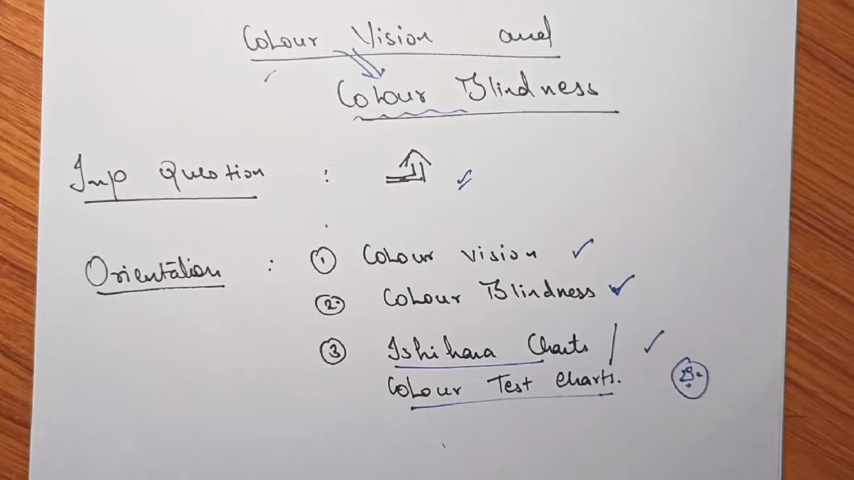 Colour Vision and
Colour Blindness
Imp Question :
Orientation : ① Colour vision ✓
② Colour Blindness ✓
③ Ishihara Charts / ✓
Colour Test Charts.